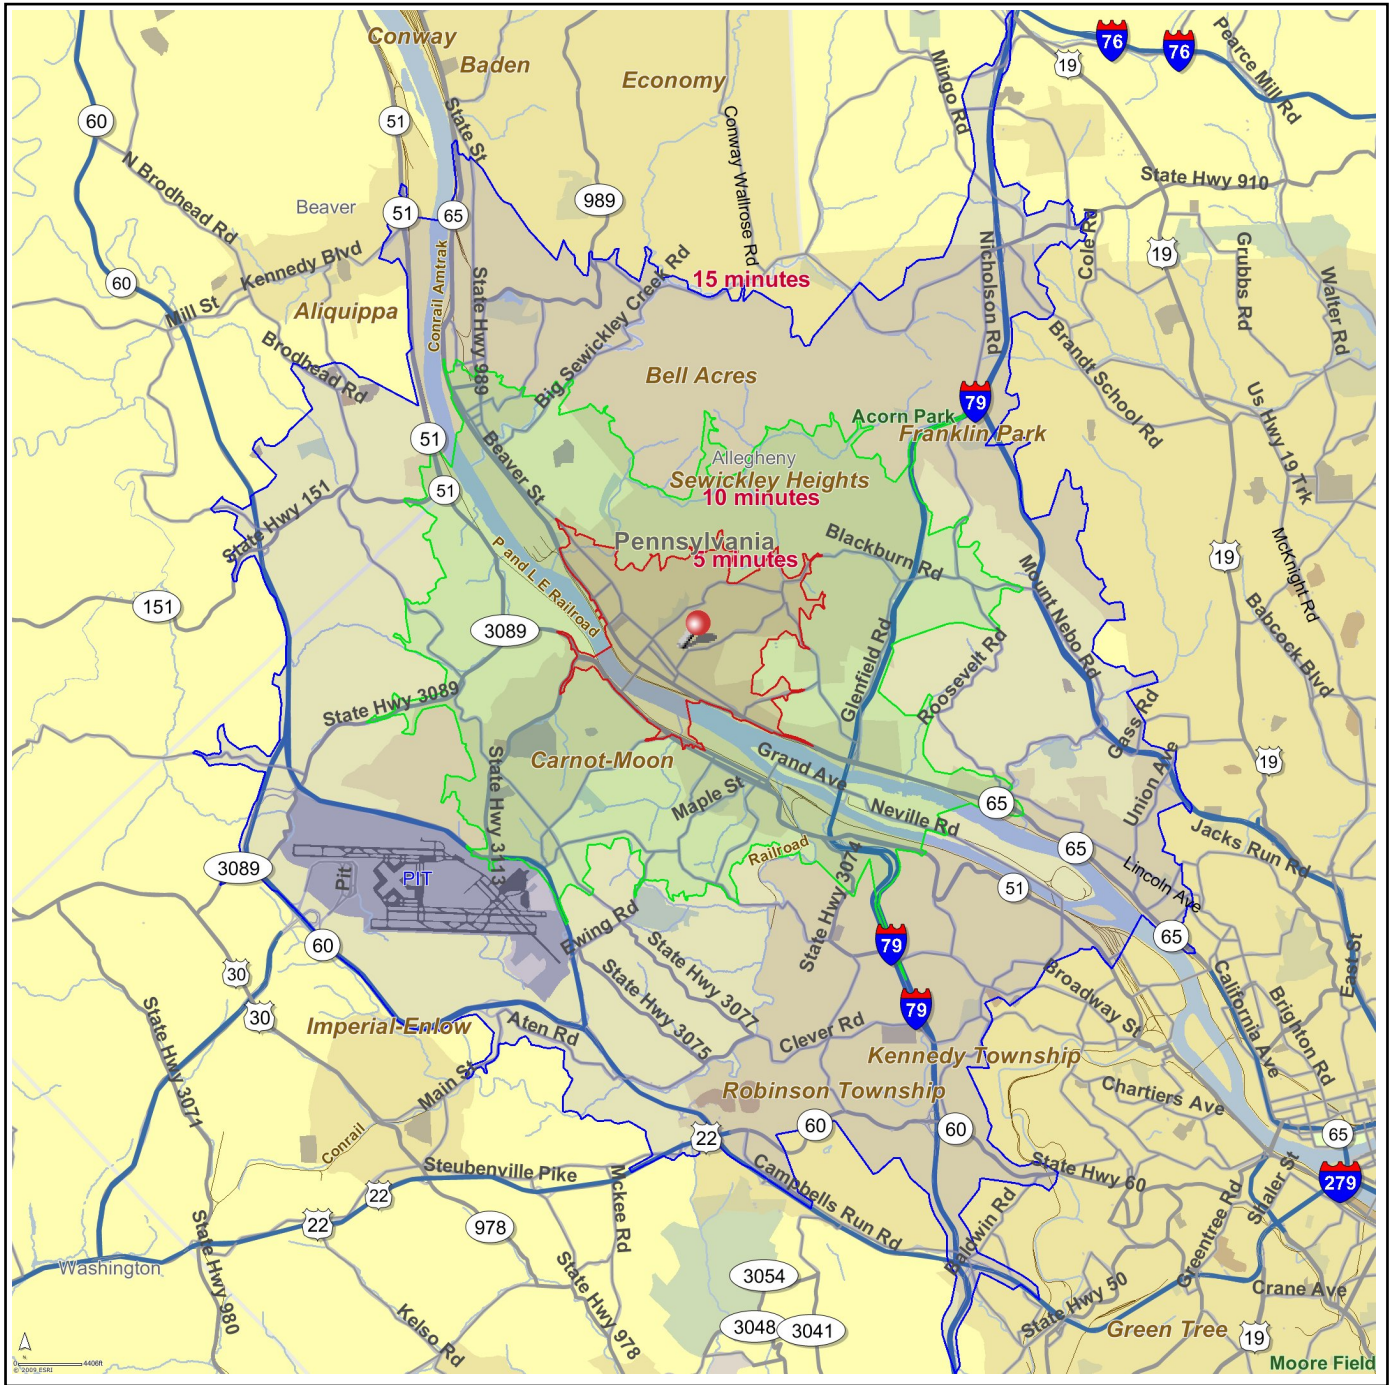 Conway
Baden
Economy
76
76
19
Pearce Mill Rd
Mingo Rd
60
51
State St
N Brodhead Rd
Conway Wallrose Rd
989
State Hwy 910
Beaver
51
65
Cole Rd
19
Grubbs Rd
Walter Rd
Kennedy Blvd
Nicholson Rd
60
Mill St
Aliquippa
Conrail Amtrak
State Hwy 989
Big Sewickley Creek Rd
15 minutes
Brodhead Rd
Brandt School Rd
Us Hwy 19 Trk
Bell Acres
79
Acorn Park
Franklin Park
51
Beaver St
Allegheny
Sewickley Heights
10 minutes
51
State Hwy 151
Pennsylvania
5 minutes
Blackburn Rd
19
McKnight Rd
P and L E Railroad
Mount Nebo Rd
Babcock Blvd
151
3089
Glenfield Rd
Roosevelt Rd
State Hwy 3089
Gass Rd
Carnot-Moon
State Hwy 3113
Grand Ave
Maple St
Union Ave
19
65
Neville Rd
Jacks Run Rd
Railroad
State Hwy 3074
65
Lincoln Ave
3089
Pit
PIT
51
Ewing Rd
60
30
79
65
State Hwy 3077
State Hwy 3075
Broadway St
California Ave
Brighton Rd
East St
30
79
State Hwy 3071
Imperial-Enlow
Aten Rd
Clever Rd
Kennedy Township
Main St
Robinson Township
Chartiers Ave
Conrail
60
60
22
65
Steubenville Pike
Mckee Rd
Campbells Run Rd
State Hwy 60
279
22
22
978
Baldwin Rd
Greentree Rd
Shaler St
Washington
State Hwy 980
State Hwy 978
3054
Crane Ave
Kelso Rd
3048
3041
State Hwy 50
Green Tree
19
Moore Field
0
4406ft
© 2009 ESRI